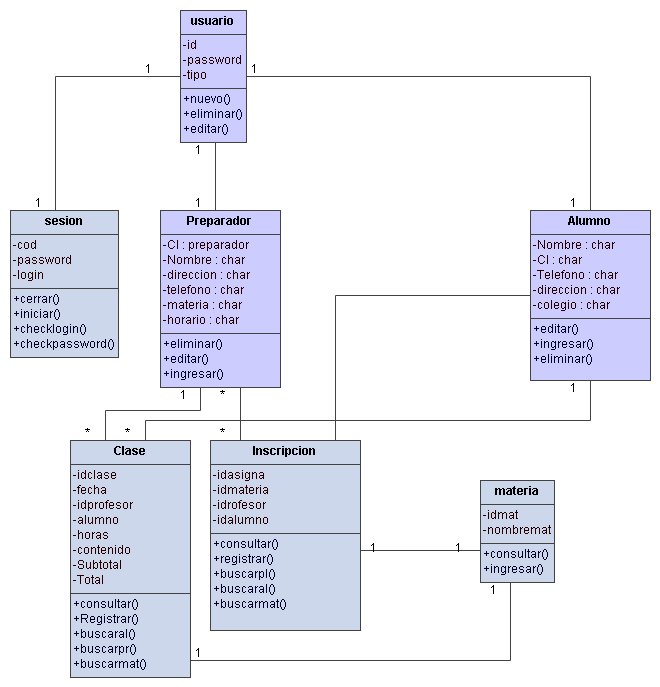 usuario
-id
-password
-tipo
+nuevo()
+eliminar()
+editar()
1
1
1
1
1
1
sesion
-cod
-password
-login
+cerrar()
+iniciar()
+checklogin()
+checkpassword()
Preparador
-CI : preparador
-Nombre : char
-direccion : char
-telefono : char
-materia : char
-horario : char
+eliminar()
+editar()
+ingresar()
Alumno
-Nombre : char
-CI : char
-Telefono : char
-direccion : char
-colegio : char
+editar()
+ingresar()
+eliminar()
1
*
1
*
*
*
Clase
-idclase
-fecha
-idprofesor
-alumno
-horas
-contenido
-Subtotal
-Total
+consultar()
+Registrar()
+buscaral()
+buscarpr()
+buscarmat()
Inscripcion
-idasigna
-idmateria
-idrofesor
-idalumno
+consultar()
+registrar()
+buscarpl()
+buscaral()
+buscarmat()
materia
-idmat
-nombremat
+consultar()
+ingresar()
1
1
1
1